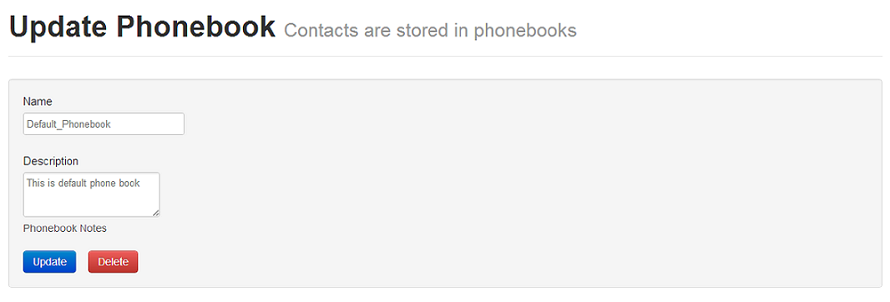 Update Phonebook Contacts are stored in phonebooks
Name
Default_Phonebook
Description
This is default phone book
Phonebook Notes
Update Delete